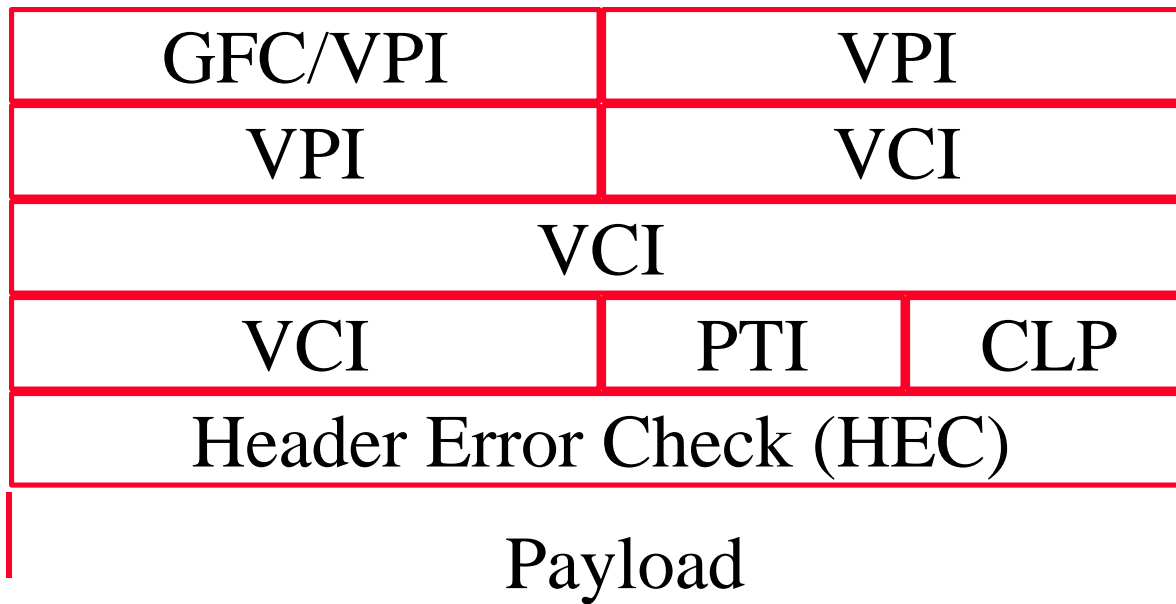 GFC/VPI VPI
VPI VCI
VCI
VCI PTI CLP
Header Error Check (HEC)
Payload